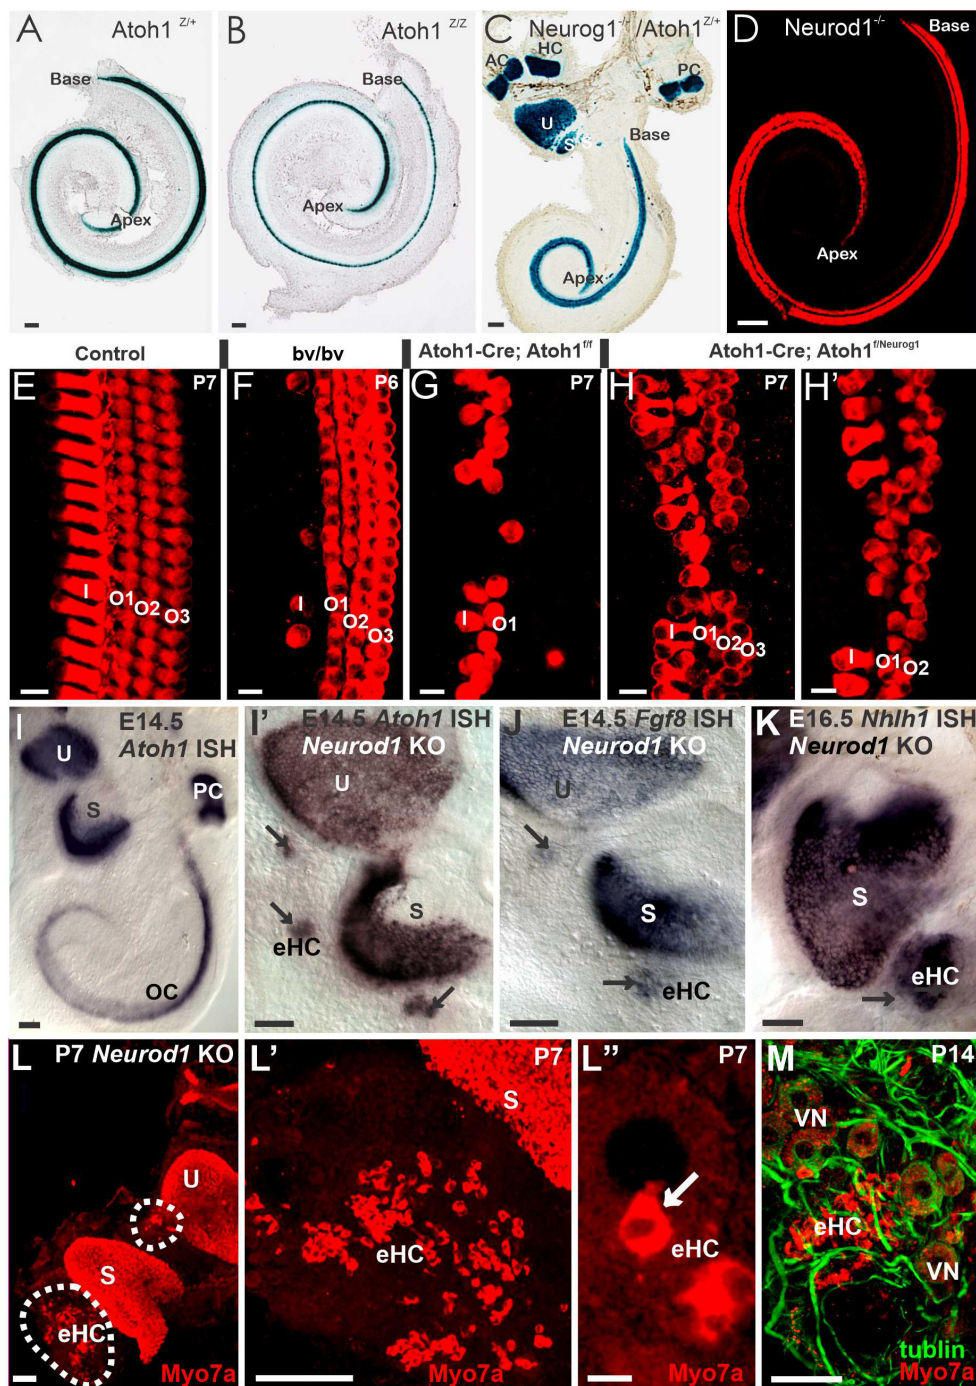 A Atoh1 Z/+
Base
Apex
B Atoh1 Z/Z
Base
Apex
C Neurog1-/-/Atoh1 Z/+
AC HC PC
U
S S
Base
Apex
D Neurod1-/-
Base
Apex
Control
bv/bv
Atoh1-Cre; Atoh1f/f
Atoh1-Cre; Atoh1f/Neurog1
E P7
I O1 O2 O3
F P6
I O1 O2 O3
G P7
I O1
H P7
I O1 O2 O3
H'
I O1 O2
I E14.5
Atoh1 ISH
U
S
PC
OC
I' E14.5 Atoh1 ISH
Neurod1 KO
U
S
eHC
J E14.5 Fgf8 ISH
Neurod1 KO
U
S
eHC
K E16.5 Nhlh1 ISH
Neurod1 KO
S
eHC
L P7 Neurod1 KO
U
S
eHC
Myo7a
L' P7
S
eHC
Myo7a
L" P7
eHC
Myo7a
M P14
VN
eHC
VN
tublin
Myo7a